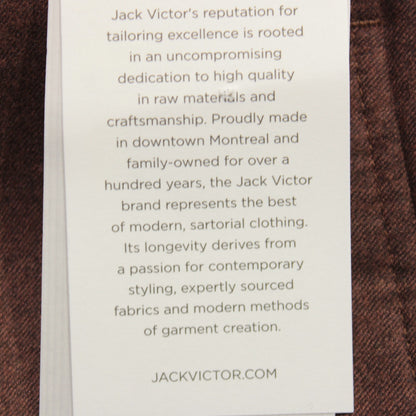 Jack Victor's reputation for
tailoring excellence is rooted
in an uncompromising
dedication to high quality
in raw materials and
craftsmanship. Proudly made
in downtown Montreal and
family-owned for over a
hundred years, the Jack Victor
brand represents the best
of modern, sartorial clothing.
Its longevity derives from
a passion for contemporary
styling, expertly sourced
fabrics and modern methods
of garment creation.
JACKVICTOR.COM